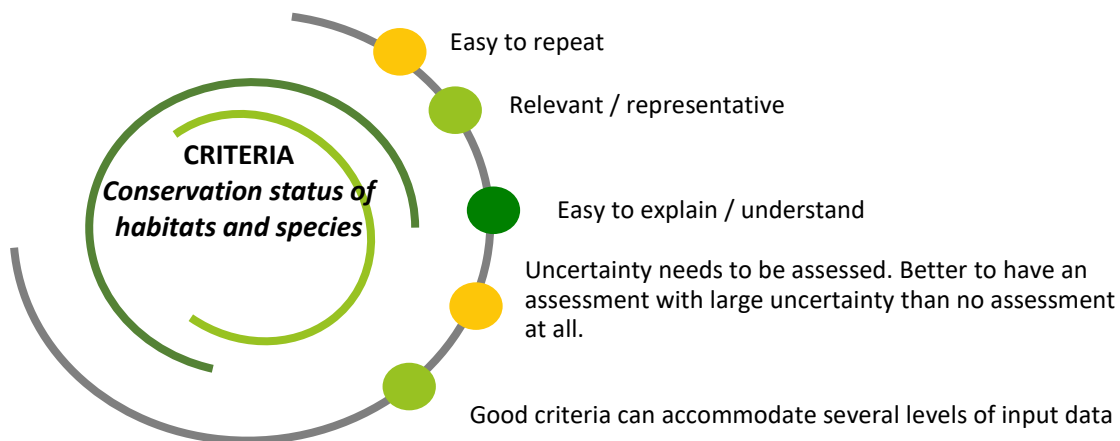 CRITERIA
Conservation status of
habitats and species
Easy to repeat
Relevant / representative
Easy to explain / understand
Uncertainty needs to be assessed. Better to have an
assessment with large uncertainty than no assessment
at all.
Good criteria can accommodate several levels of input data